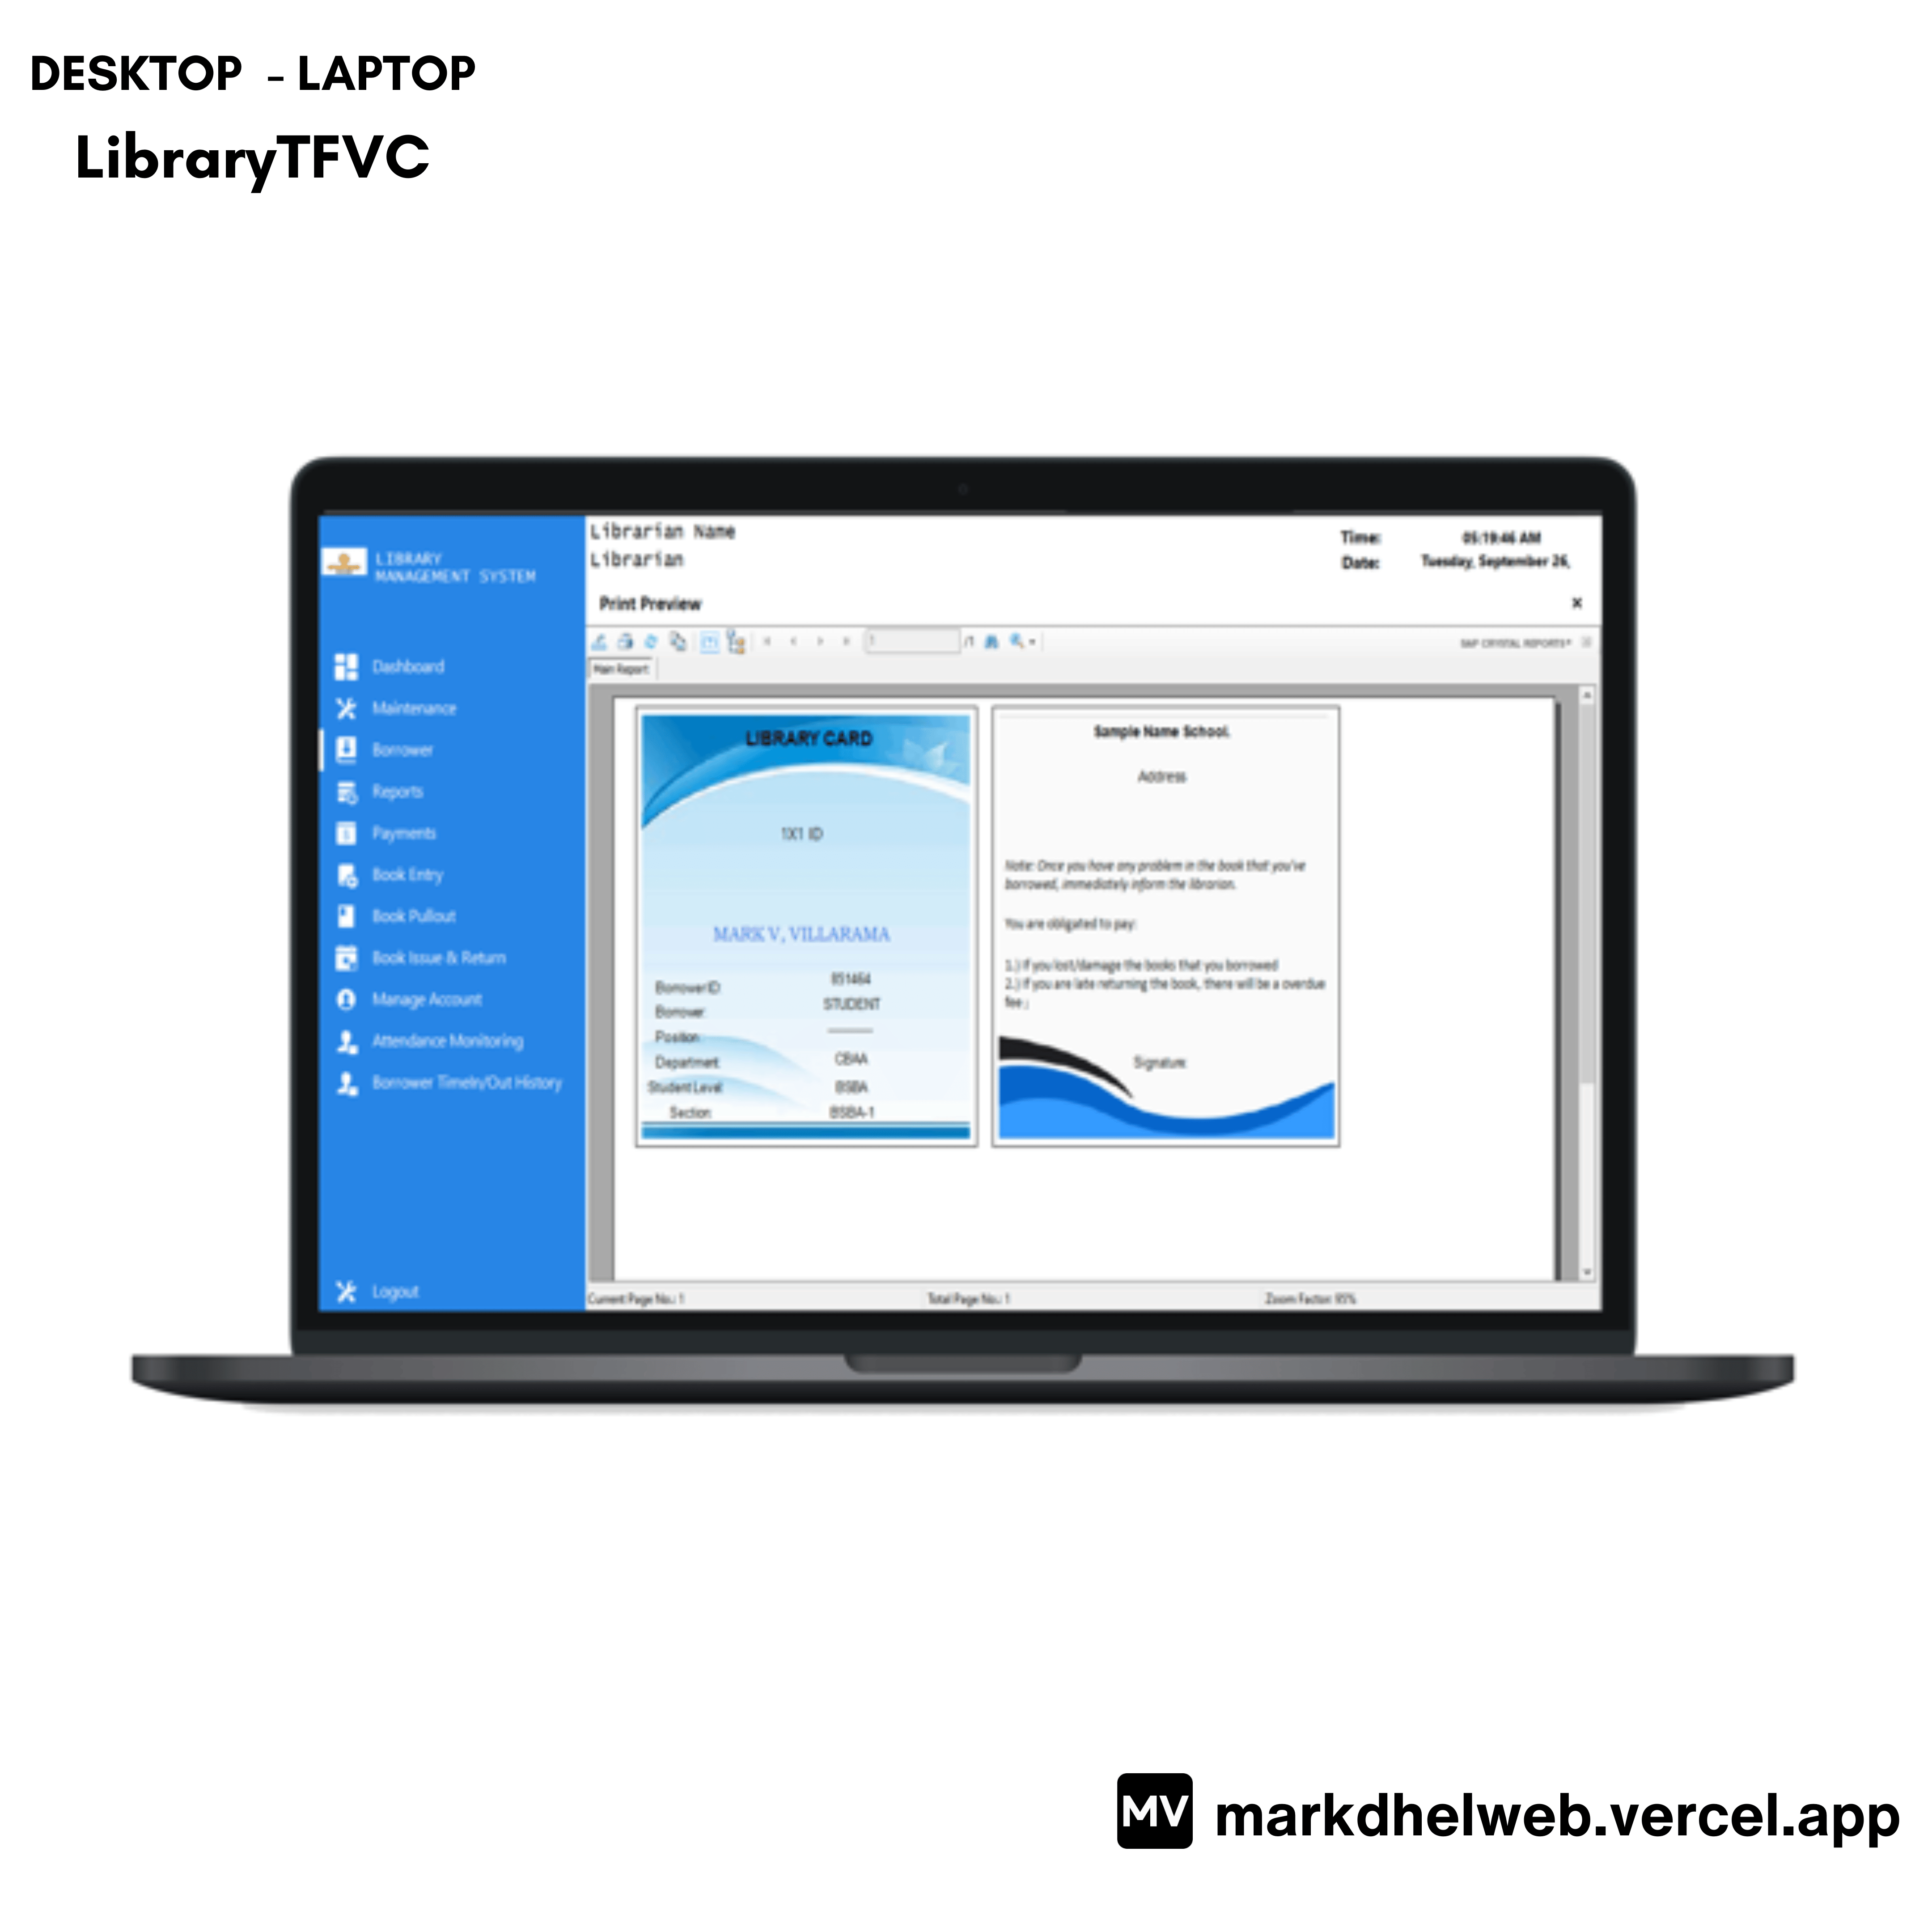 DESKTOP - LAPTOP
LibraryTFVC
LIBRARY
MANAGEMENT SYSTEM
Dashboard
Maintenance
Borrower
Reports
Payments
Book Entry
Book Pullout
Book Issue & Return
Manage Account
Attendance Monitoring
Borrower TimeIn/Out History
Logout
Librarian Name
Librarian
Time: 05:19:46 AM
Date: Tuesday, September 26,
Print Preview
×
1 /1
SAP CRYSTAL REPORTS®
Main Report
LIBRARY CARD
1X1 ID
MARK V, VILLARAMA
BorrowerID: 851464
Borrower: STUDENT
Position:
Department: CBAA
Student Level: BSBA
Section: BSBA-1
Sample Name School.
Address
Note: Once you have any problem in the book that you've
borrowed, immediately inform the librarian.
You are obligated to pay:
1.) If you lost/damage the books that you borrowed
2.) If you are late returning the book, there will be a overdue
fee ;
Signature
Current Page No.: 1 Total Page No.: 1 Zoom Factor: 95%
MV markdhelweb.vercel.app